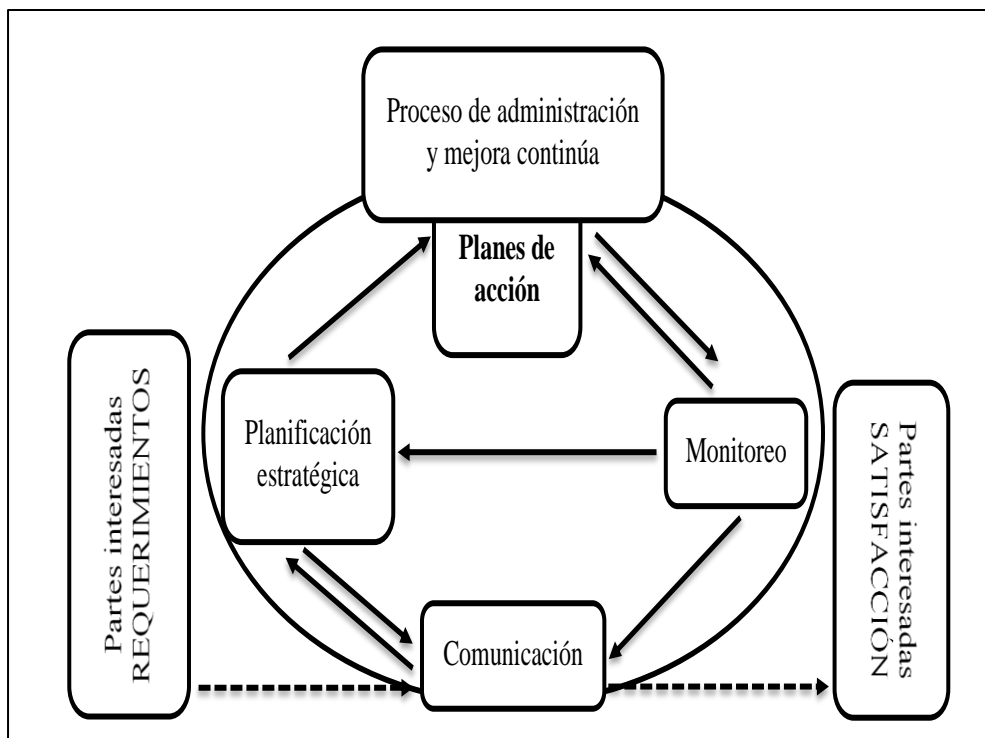 Proceso de administración
y mejora continúa
Planes de
acción
Partes interesadas
REQUERIMIENTOS
Planificación
estratégica
Monitoreo
Partes interesadas
SATISFACCIÓN
Comunicación